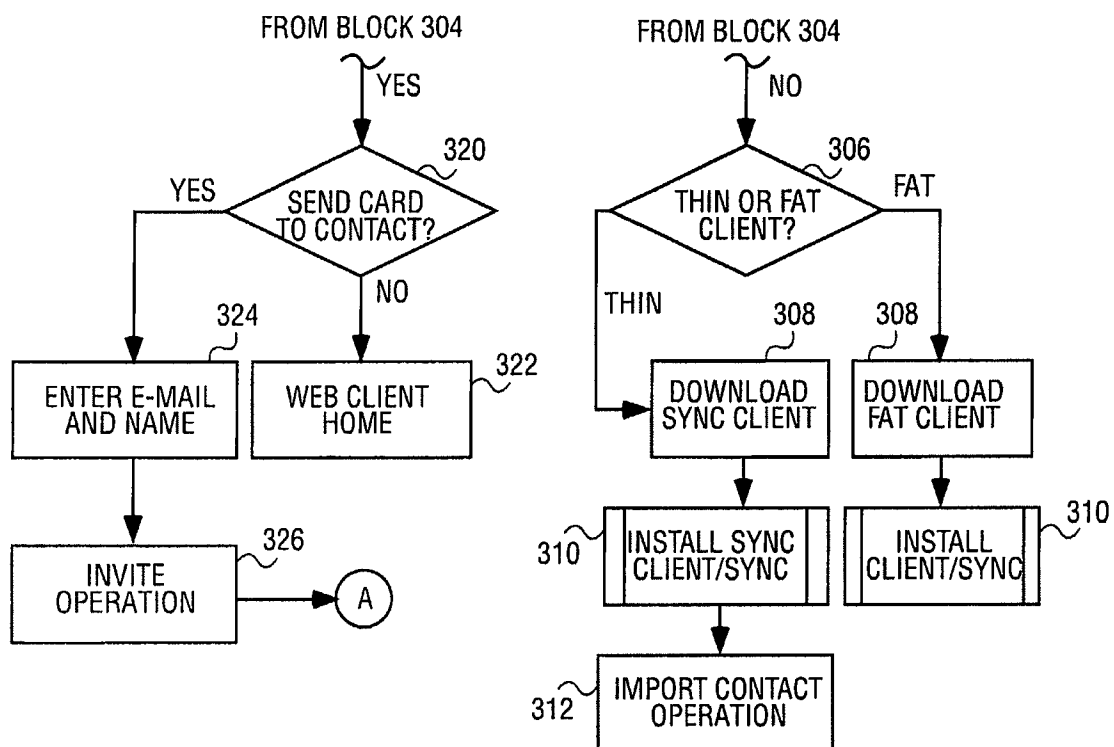 FROM BLOCK 304
YES
320
YES
SEND CARD
TO CONTACT?
NO
324
ENTER E-MAIL
AND NAME
322
WEB CLIENT
HOME
326
INVITE
OPERATION
A
FROM BLOCK 304
NO
306
THIN OR FAT
CLIENT?
FAT
THIN
308
DOWNLOAD
SYNC CLIENT
308
DOWNLOAD
FAT CLIENT
310
INSTALL SYNC
CLIENT/SYNC
310
INSTALL
CLIENT/SYNC
312
IMPORT CONTACT
OPERATION